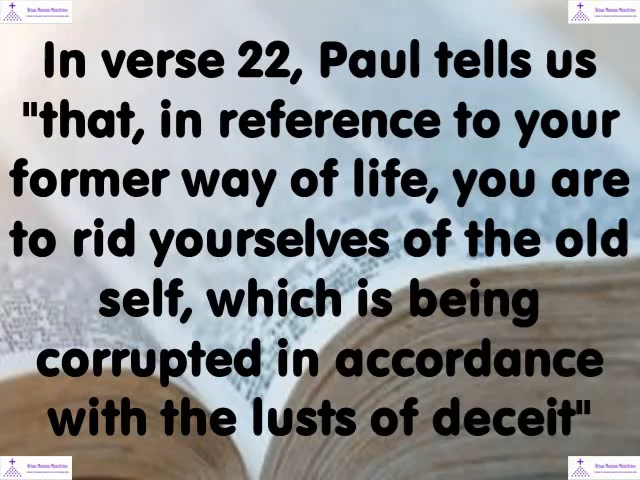 In verse 22, Paul tells us
"that, in reference to your
former way of life, you are
to rid yourselves of the old
self, which is being
corrupted in accordance
with the lusts of deceit"